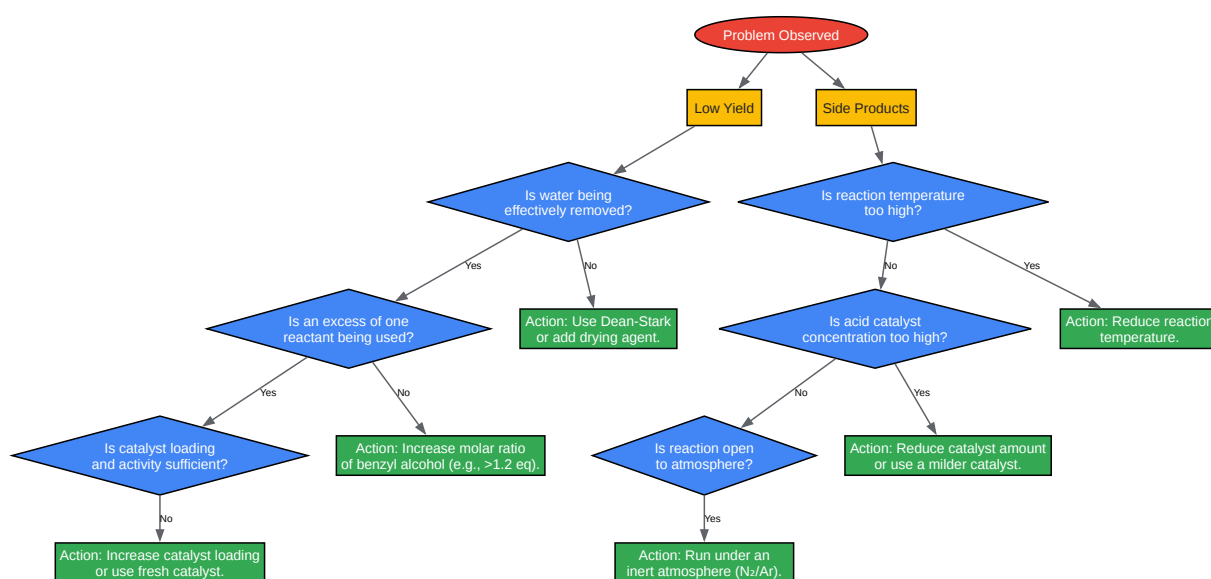 Problem Observed
Low Yield
Side Products
Is water being
effectively removed?
Is reaction temperature
too high?
Yes
No
No
Yes
Is an excess of one
reactant being used?
Action: Use Dean-Stark
or add drying agent.
Is acid catalyst
concentration too high?
Action: Reduce reaction
temperature.
Yes
No
No
Yes
Is catalyst loading
and activity sufficient?
Action: Increase molar ratio
of benzyl alcohol (e.g., >1.2 eq).
Is reaction open
to atmosphere?
Action: Reduce catalyst amount
or use a milder catalyst.
No
Yes
Action: Increase catalyst loading
or use fresh catalyst.
Action: Run under an
inert atmosphere (N₂/Ar).